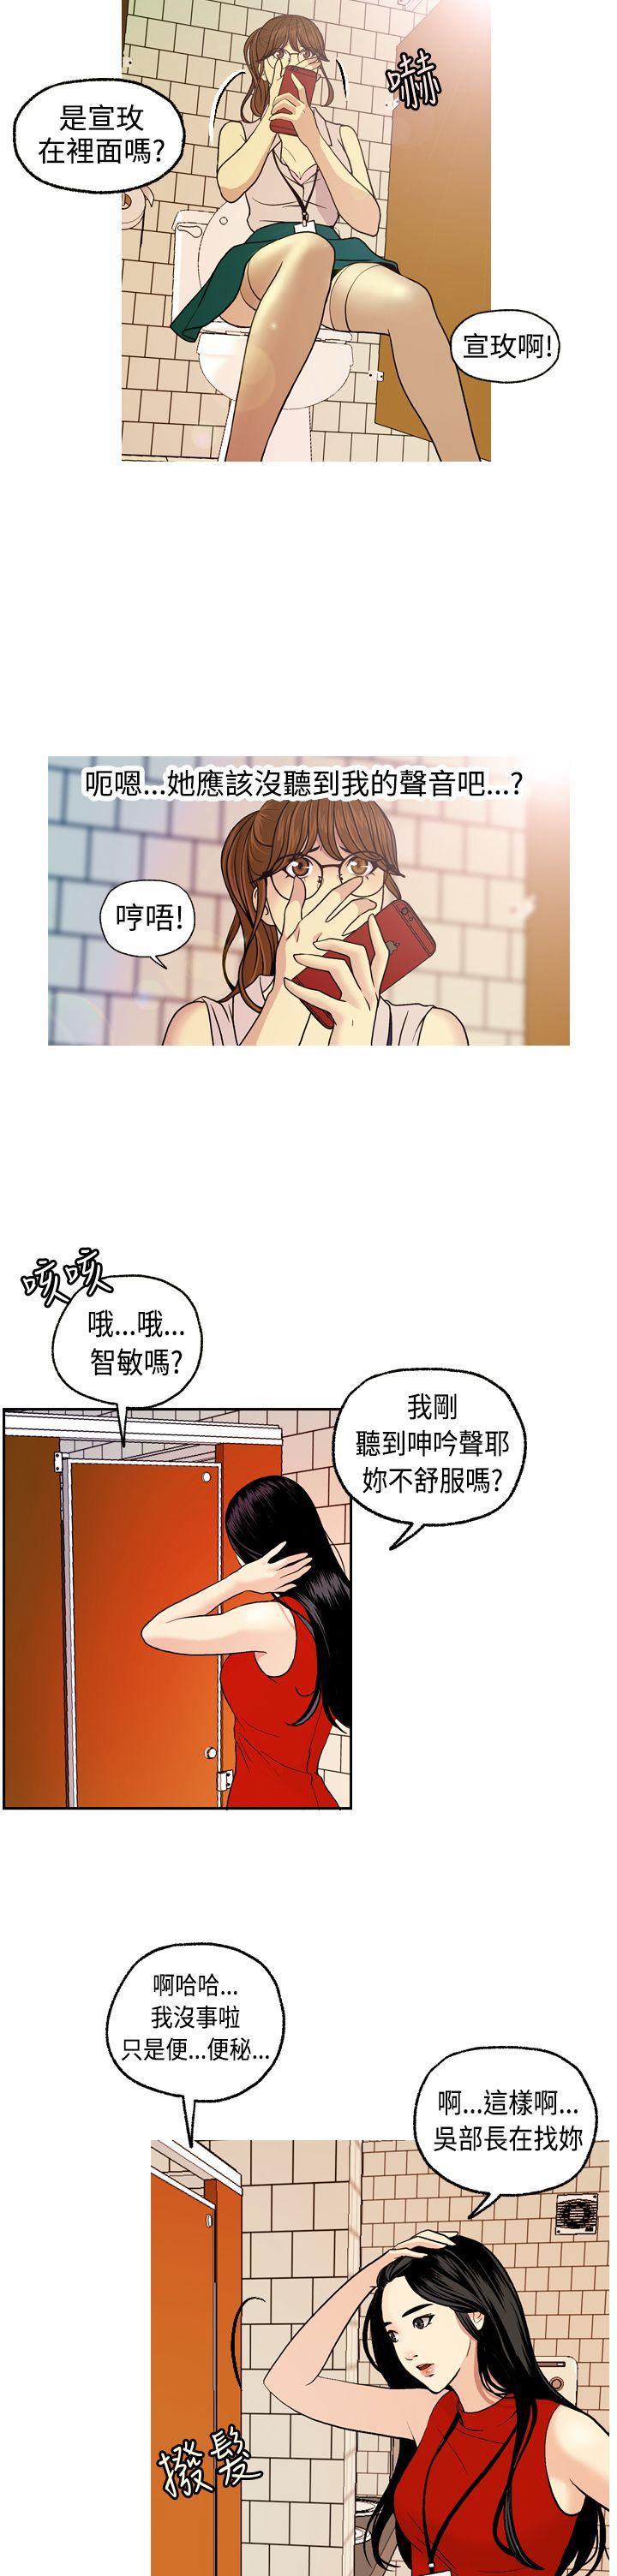 嚇
是宣玫
在裡面嗎?
宣玫啊!
呃嗯...她應該沒聽到我的聲音吧...?
哼唔!
咳咳
哦...哦...
智敏嗎?
我剛
聽到呻吟聲耶
妳不舒服嗎?
啊哈哈...
我沒事啦
只是便...便秘...
啊...這樣啊...
吳部長在找妳
撥髮